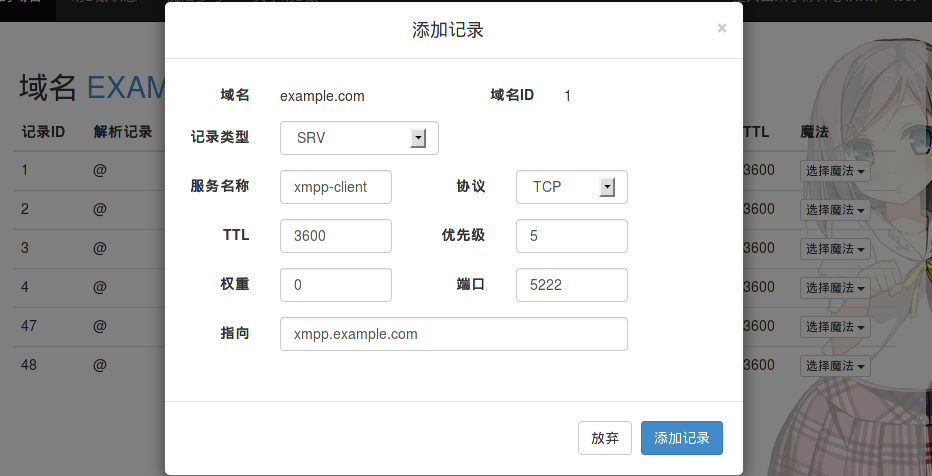 添加记录 ×
域名 EXAM
域名 example.com 域名ID 1
记录ID 解析记录 TTL 魔法
记录类型 SRV
1 @ 3600 选择魔法
服务名称 xmpp-client 协议 TCP
2 @ 3600 选择魔法
TTL 3600 优先级 5
3 @ 3600 选择魔法
权重 0 端口 5222
4 @ 3600 选择魔法
指向 xmpp.example.com
47 @ 3600 选择魔法
48 @ 3600 选择魔法
放弃 添加记录